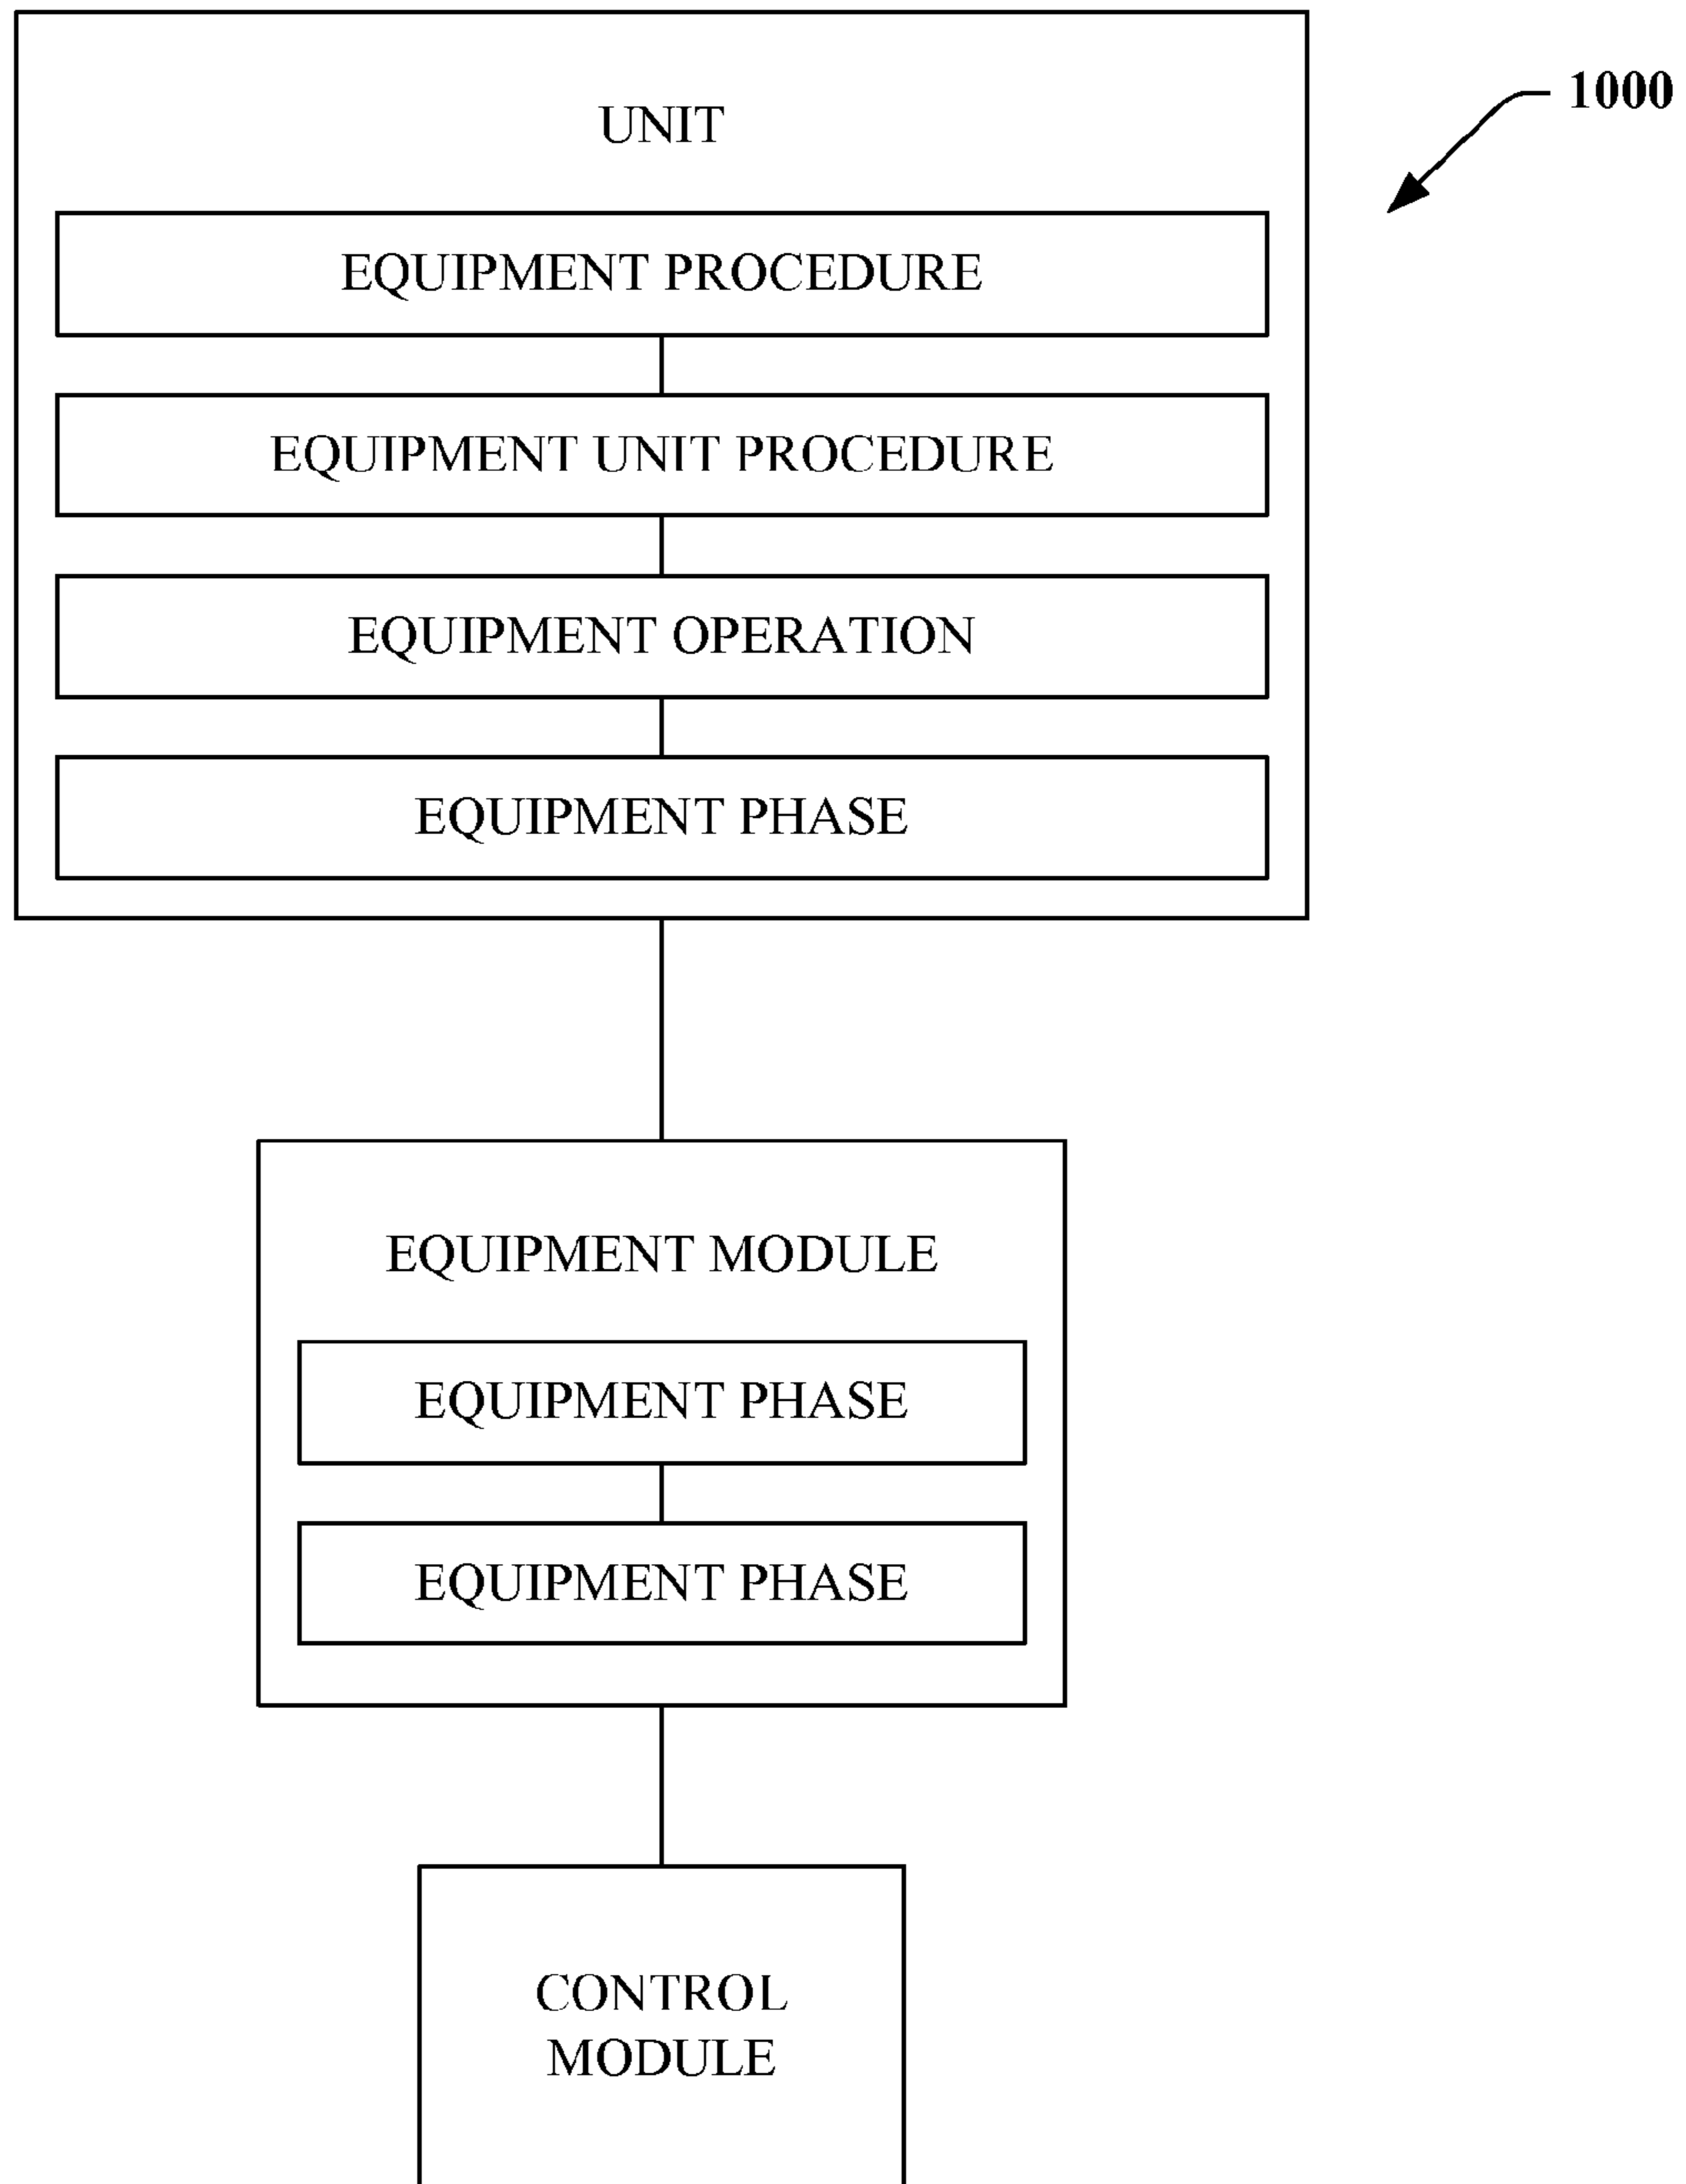 1000
UNIT
EQUIPMENT PROCEDURE
EQUIPMENT UNIT PROCEDURE
EQUIPMENT OPERATION
EQUIPMENT PHASE
EQUIPMENT MODULE
EQUIPMENT PHASE
EQUIPMENT PHASE
CONTROL
MODULE